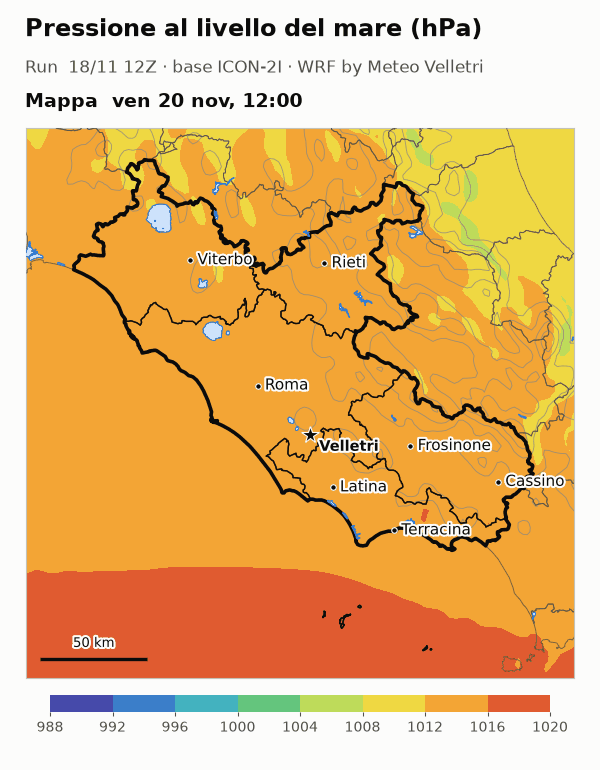 Pressione al livello del mare (hPa)
Run  18/11 12Z · base ICON-2I · WRF by Meteo Velletri
Mappa  ven 20 nov, 12:00
Viterbo
Rieti
Roma
Velletri
Frosinone
Latina
Cassino
Terracina
50 km
988 992 996 1000 1004 1008 1012 1016 1020